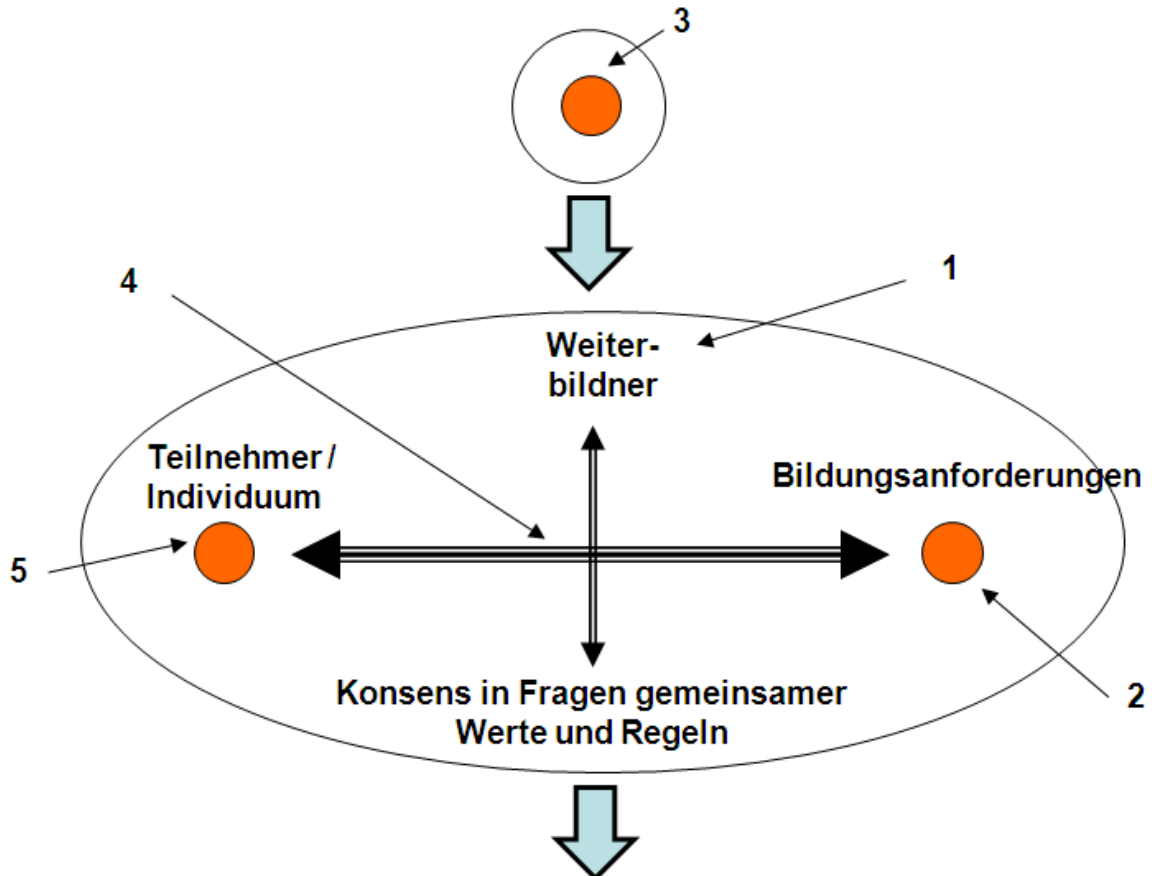 3
4
1
Weiter-
bildner
Teilnehmer /
Individuum
Bildungsanforderungen
5
2
Konsens in Fragen gemeinsamer
Werte und Regeln